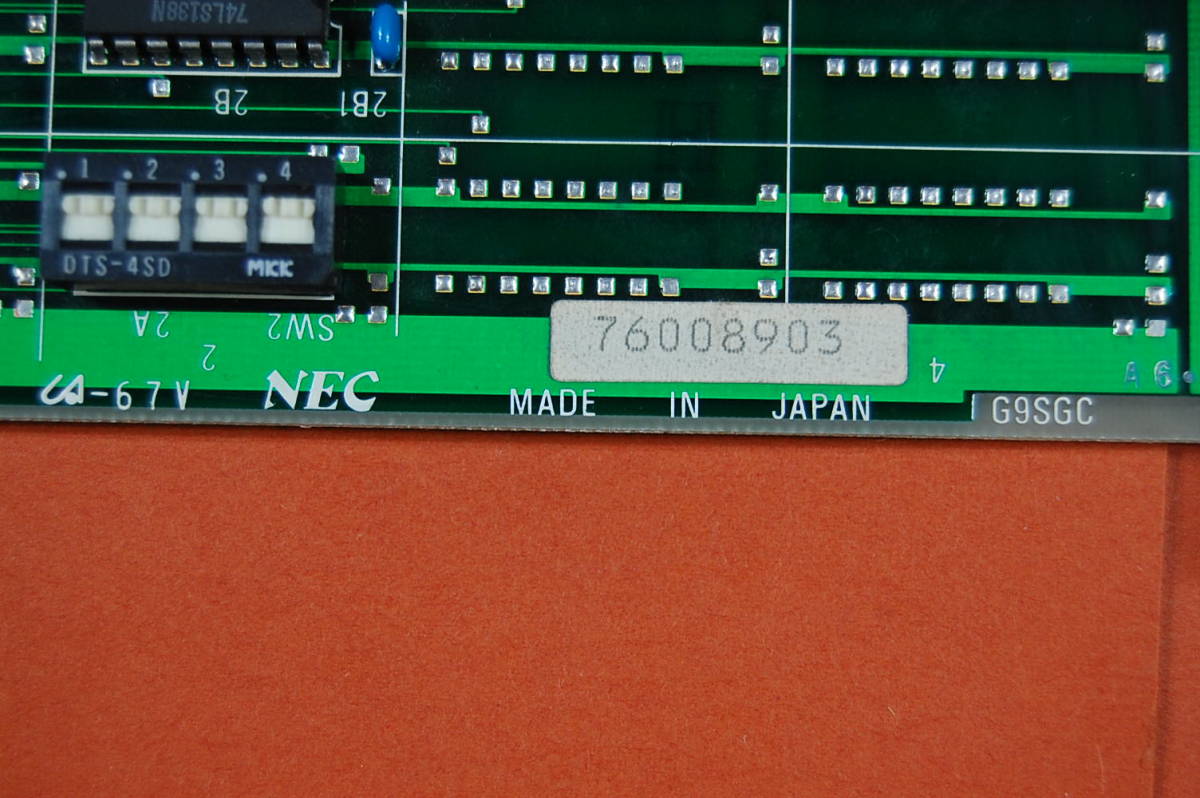 74LS138N
2B 2B1
1 2 3 4
DTS-4SD MKK
2A SW2
76008903
2 4
A 6
-67V NEC MADE IN JAPAN G9SGC